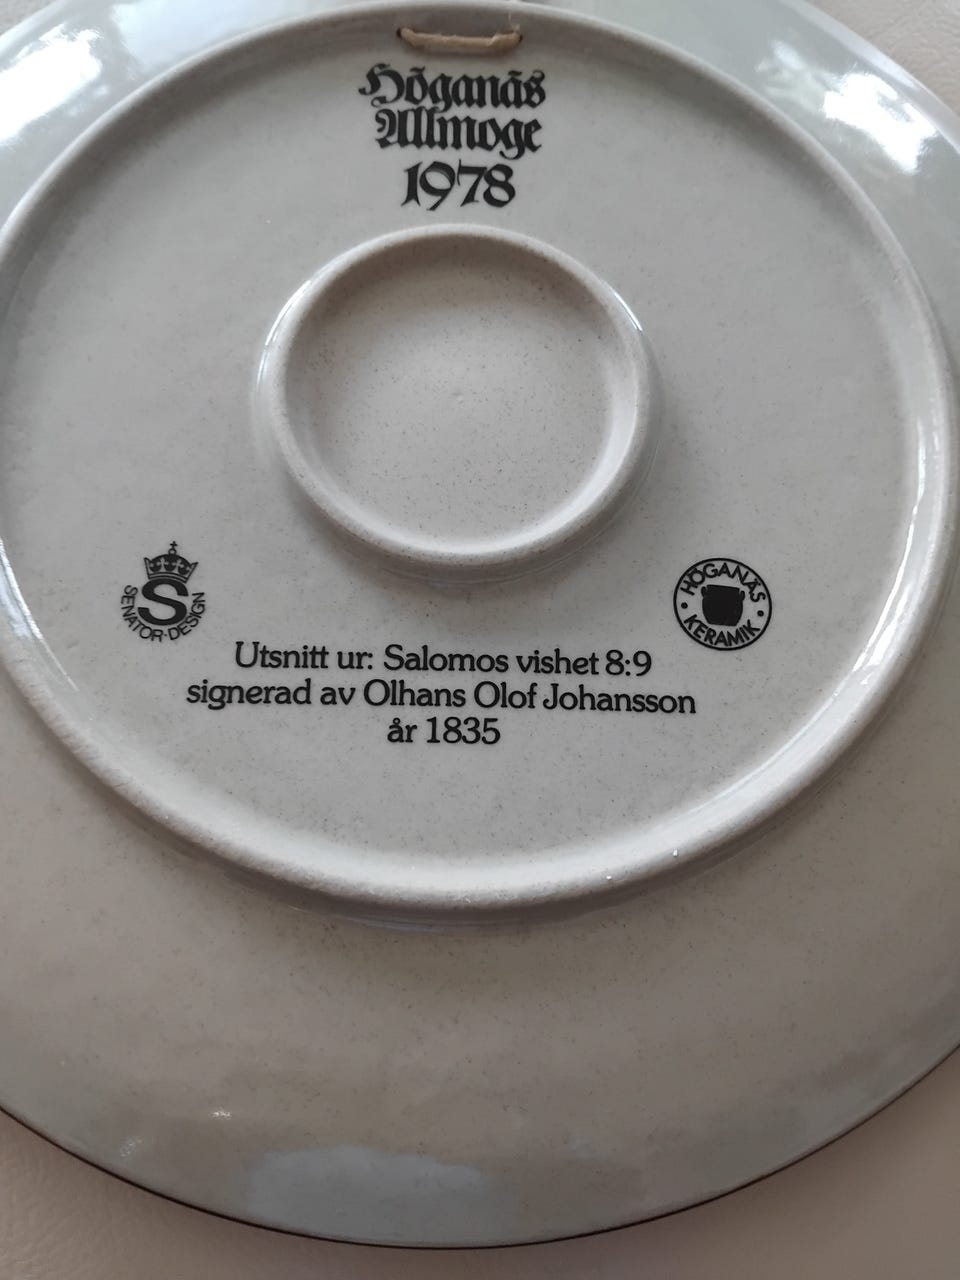 Höganäs
Allmoge
1978
S
SENATOR·DESIGN
HÖGANÄS
KERAMIK
Utsnitt ur: Salomos vishet 8:9
signerad av Olhans Olof Johansson
år 1835